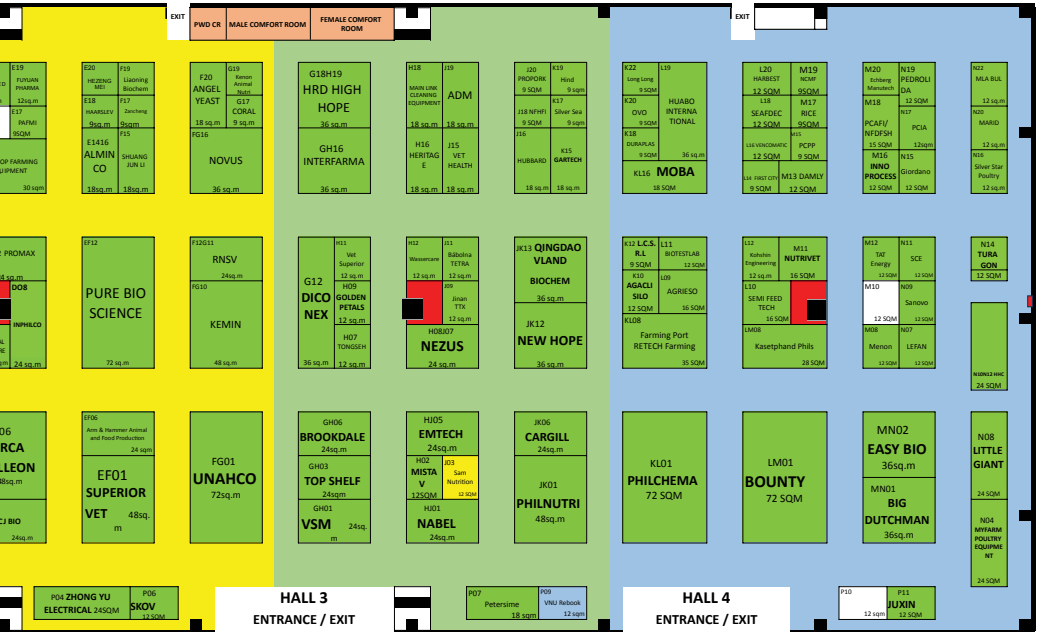 EXIT
PWD CR
MALE COMFORT ROOM
FEMALE COMFORT
ROOM
EXIT
E19
FUYUAN
PHARMA
12sq.m
E17
PAFMI
9SQM
30 sqm
E20
HEZENG
MEI
F19
Liaoning
Biochem
E18
HAARSLEV
9sq.m
F17
Zencheng
9sqm
E1416
ALMIN
CO
18sq.m
F15
SHUANG
JUN LI
18sq.m
F20
ANGEL
YEAST
18 sq.m
G19
Kenon
Animal
Nutri
G17
CORAL
9 sq.m
FG16
NOVUS
36 sq.m
G18H19
HRD HIGH
HOPE
36 sq.m
GH16
INTERFARMA
36 sq.m
H18
MAIN LINK
CLEANING
EQUIPMENT
J19
ADM
H16
HERITAG
E
18 sq.m
J15
VET
HEALTH
18 sq.m
J20
PROPORK
9 SQM
K19
Hind
9 sqm
J18 NFHFI
9 SQM
K17
Silver Sea
9 sqm
J16
HUBBARD
18 sq.m
K15
GARTECH
18 sq.m
K22
Long Long
9 SQM
K20
OVO
9 SQM
K18
DURAPLAS
9 SQM
L19
HUABO
INTERNA
TIONAL
36 sq.m
KL16 MOBA
18 SQM
L20
HARBEST
12 SQM
M19
NCMF
9SQM
L18
SEAFDEC
12 SQM
M17
RICE
9SQM
L16 VENCOMATIC
12 SQM
M15
PCPP
9 SQM
L14 FIRST CITY
9 SQM
M13 DAMLY
12 SQM
M20
Echberg
Manutech
N19
PEDROLI
DA
12 SQM
M18
PCAFI/
NFDFSH
15 SQM
N17
PCIA
12sqm
M16
INNO
PROCESS
12 SQM
N15
Giordano
12 SQM
N22
MLA BUL
12 sq.m
N20
MARID
12 sq.m
N16
Silver Star
Poultry
12 sq.m
PROMAX
DO8
INPHILCO
24 sq.m
EF12
PURE BIO
SCIENCE
72 sq.m
F12G11
RNSV
24sq.m
FG10
KEMIN
48 sq.m
G12
DICO
NEX
36 sq.m
H11
Vet
Superior
12 sq.m
H09
GOLDEN
PETALS
12 sq.m
H07
TONGSEH
12 sq.m
H12
Wassercare
12 sq.m
J11
Bábolna
TETRA
12 sq.m
J09
Jinan
TTX
12 sq.m
H08J07
NEZUS
24 sq.m
JK13 QINGDAO
VLAND
BIOCHEM
36 sq.m
JK12
NEW HOPE
36 sq.m
K12 L.C.S.
R.L
9 SQM
L11
BIOTESTLAB
12 SQM
K10
AGACLI
SILO
12 SQM
L09
AGRIESO
16 SQM
KL08
Farming Port
RETECH Farming
35 SQM
L12
Kohshin
Engineering
12 sq.m
M11
NUTRIVET
16 SQM
L10
SEMI FEED
TECH
16 SQM
LM08
Kasetphand Phils
28 SQM
M12
TAT
Energy
12 SQM
N11
SCE
12 SQM
M10
12 SQM
N09
Sanovo
12 SQM
M08
Menon
12 SQM
N07
LEFAN
12 SQM
N14
TURA
GON
12 SQM
N10N12 HHC
24 SQM
24sq.m
EF06
Arm & Hammer Animal
and Food Production
24 sqm
EF01
SUPERIOR
VET 48sq.
m
FG01
UNAHCO
72sq.m
GH06
BROOKDALE
24sq.m
GH03
TOP SHELF
24sqm
GH01
VSM 24sq.
m
HJ05
EMTECH
24sq.m
H02
MISTA
V
12SQM
J03
Sam
Nutrition
12 SQM
HJ01
NABEL
24sq.m
JK06
CARGILL
24sq.m
JK01
PHILNUTRI
48sq.m
KL01
PHILCHEMA
72 SQM
LM01
BOUNTY
72 SQM
MN02
EASY BIO
36sq.m
MN01
BIG
DUTCHMAN
36sq.m
N08
LITTLE
GIANT
24 SQM
N04
MYFARM
POULTRY
EQUIPME
NT
24 SQM
P04 ZHONG YU
ELECTRICAL 24SQM
P06
SKOV
12 SQM
HALL 3
ENTRANCE / EXIT
P07
Petersime
18 sqm
P09
VNU Rebook
12 sqm
HALL 4
ENTRANCE / EXIT
P10
12 sqm
P11
JUXIN
12 SQM